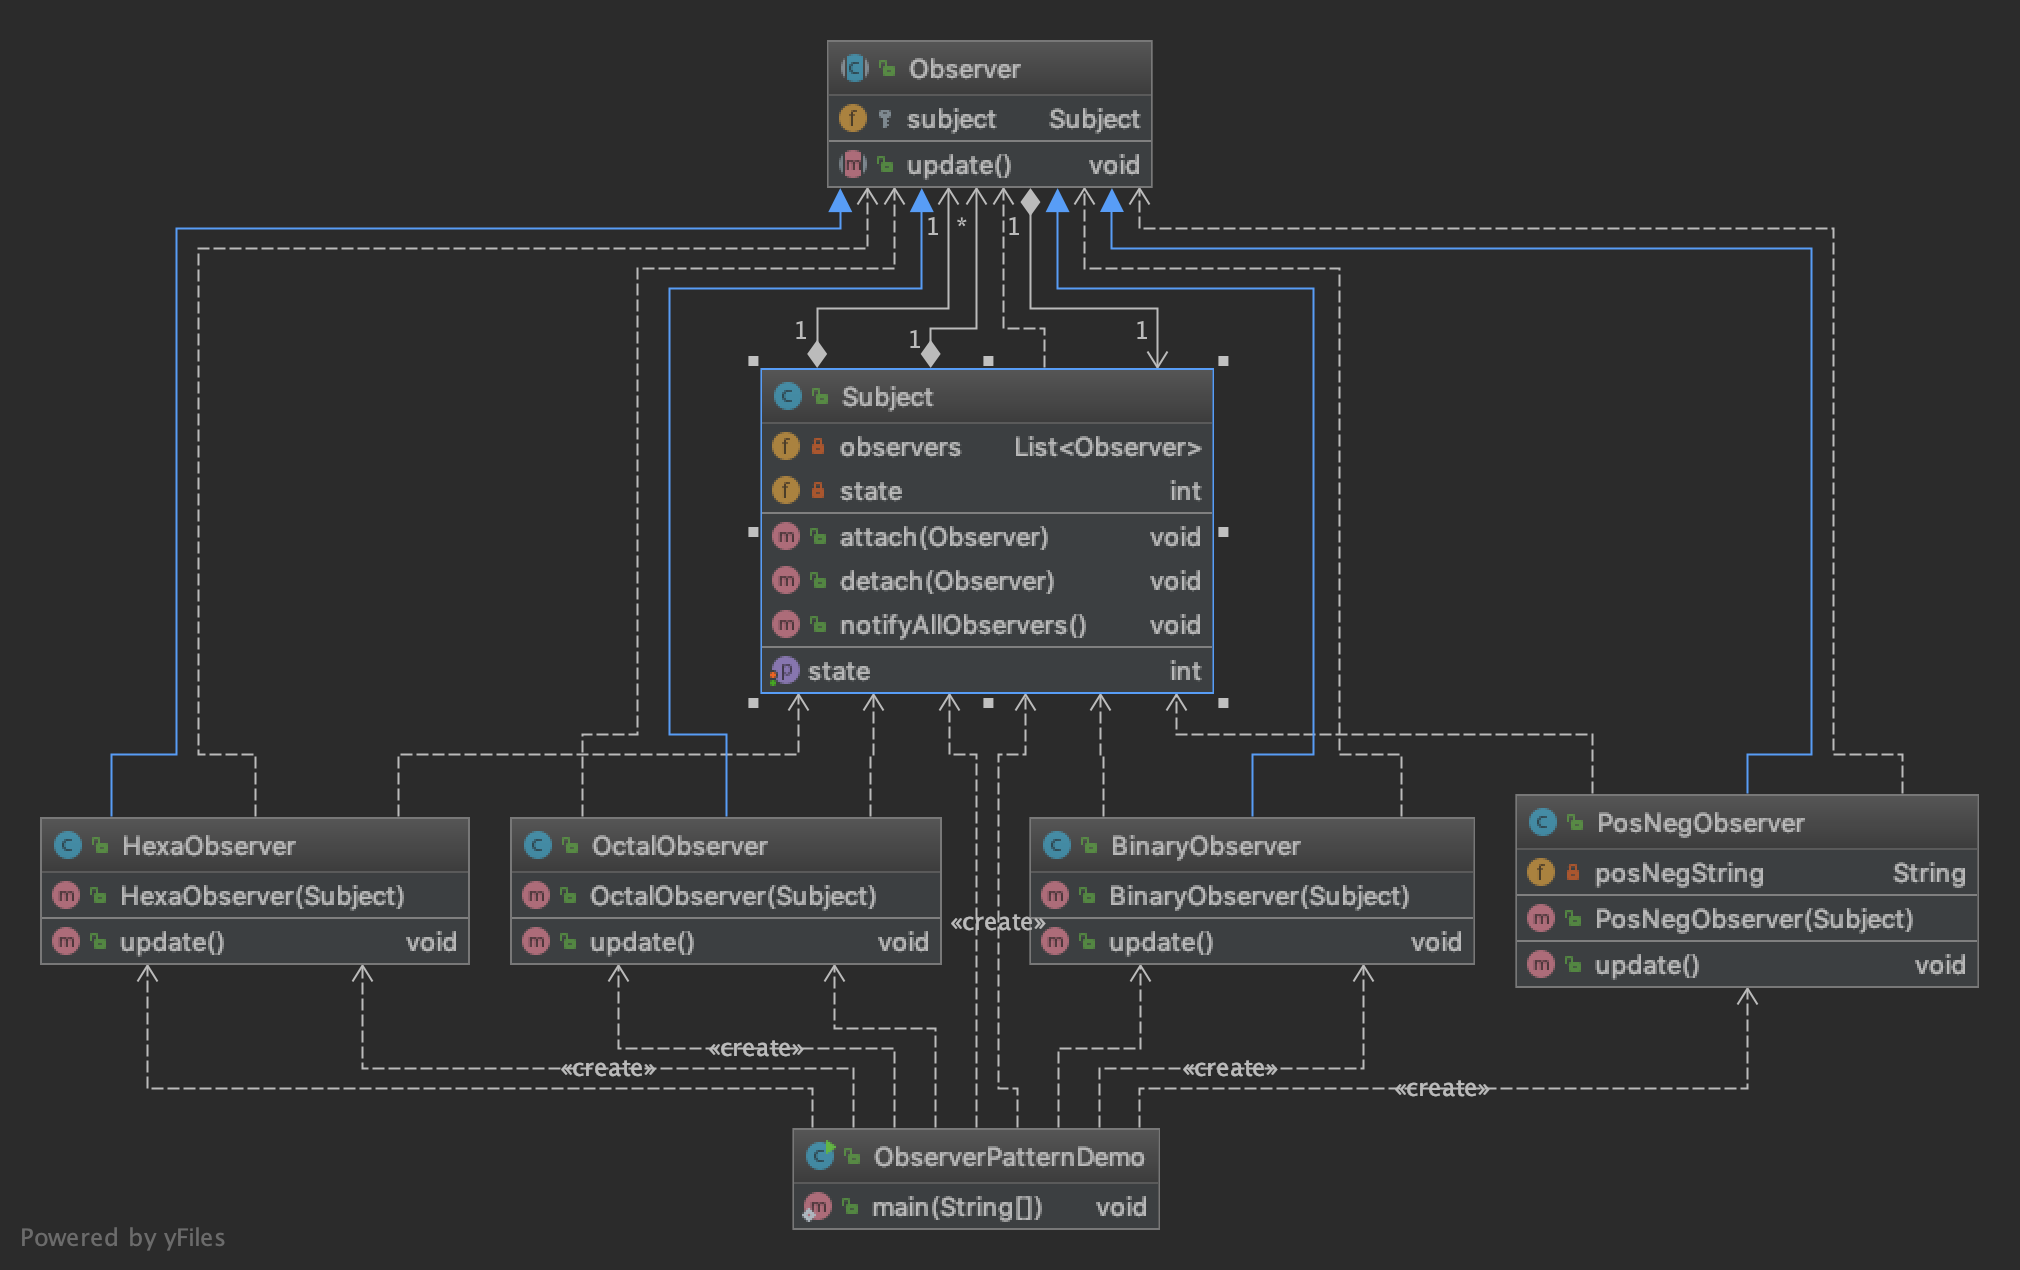 Observer
subject Subject
update() void
1 * 1
1 1 1
Subject
observers List<Observer>
state int
attach(Observer) void
detach(Observer) void
notifyAllObservers() void
state int
HexaObserver
HexaObserver(Subject)
update() void
OctalObserver
OctalObserver(Subject)
update() void
«create»
BinaryObserver
BinaryObserver(Subject)
update() void
PosNegObserver
posNegString String
PosNegObserver(Subject)
update() void
«create»
«create» «create»
«create»
ObserverPatternDemo
main(String[]) void
Powered by yFiles